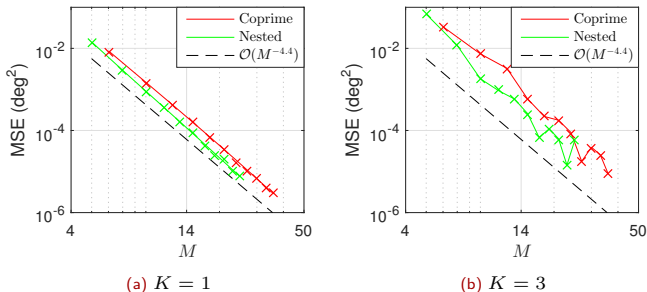 Coprime
Nested
O(M^{-4.4})
MSE (deg²)
10^{-2}
10^{-4}
10^{-6}
4
14
50
M
(a) K = 1
Coprime
Nested
O(M^{-4.4})
MSE (deg²)
10^{-2}
10^{-4}
10^{-6}
4
14
50
M
(b) K = 3